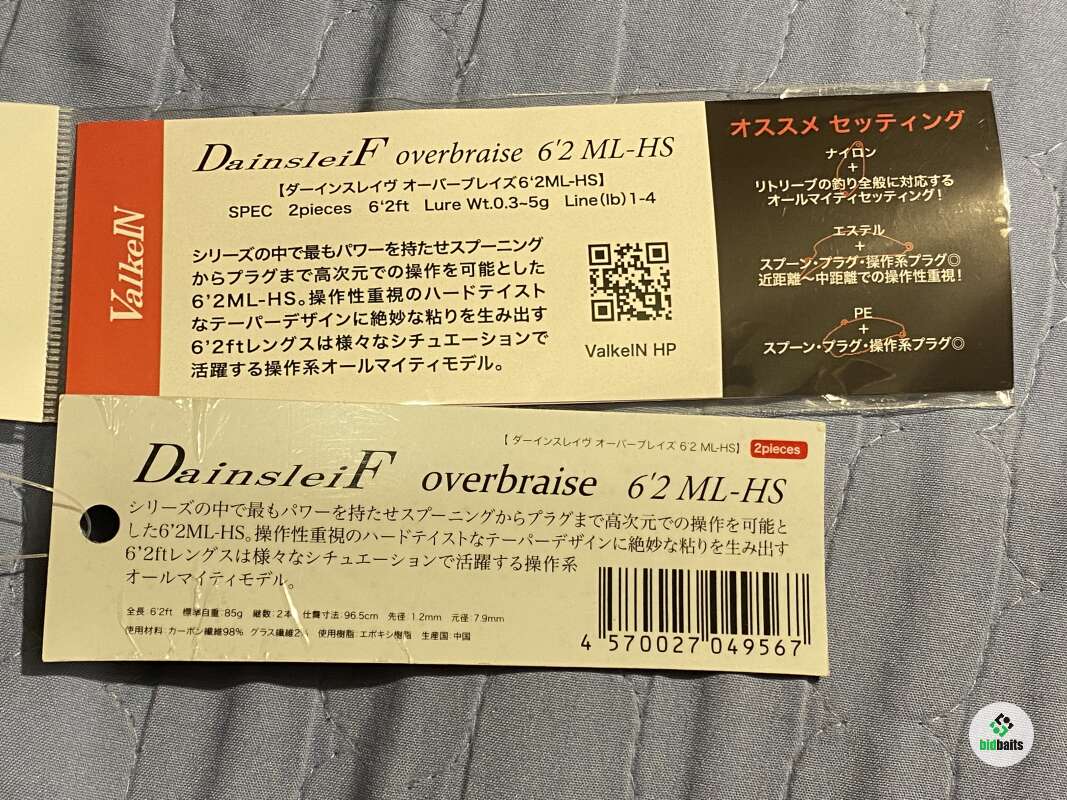 ValkeIN
DainsleiF overbraise 6'2 ML-HS
【ダーインスレイヴ オーバーブレイズ6'2ML-HS】
SPEC 2pieces 6'2ft Lure Wt.0.3~5g Line(lb)1-4
シリーズの中で最もパワーを持たせスプーニング
からプラグまで高次元での操作を可能とした
6'2ML-HS。操作性重視のハードテイスト
なテーパーデザインに絶妙な粘りを生み出す
6'2ftレングスは様々なシチュエーションで
活躍する操作系オールマイティモデル。
ValkeIN HP
オススメ セッティング
ナイロン
+
リトリーブの釣り全般に対応する
オールマイティセッティング!
エステル
+
スプーン・プラグ・操作系プラグ◎
近距離〜中距離での操作性重視!
PE
+
スプーン・プラグ・操作系プラグ◎
【 ダーインスレイヴ オーバーブレイズ 6'2 ML-HS】 2pieces
DainsleiF overbraise 6'2 ML-HS
シリーズの中で最もパワーを持たせスプーニングからプラグまで高次元での操作を可能と
した6'2ML-HS。操作性重視のハードテイストなテーパーデザインに絶妙な粘りを生み出す
6'2ftレングスは様々なシチュエーションで活躍する操作系
オールマイティモデル。
全長 6'2ft 標準自重:85g 継数:2本 仕舞寸法:96.5cm 先径 1.2mm 元径:7.9mm
使用材料 カーボン繊維98% グラス繊維2% 使用樹脂 エポキシ樹脂 生産国 中国
4 570027 049567
bidbaits